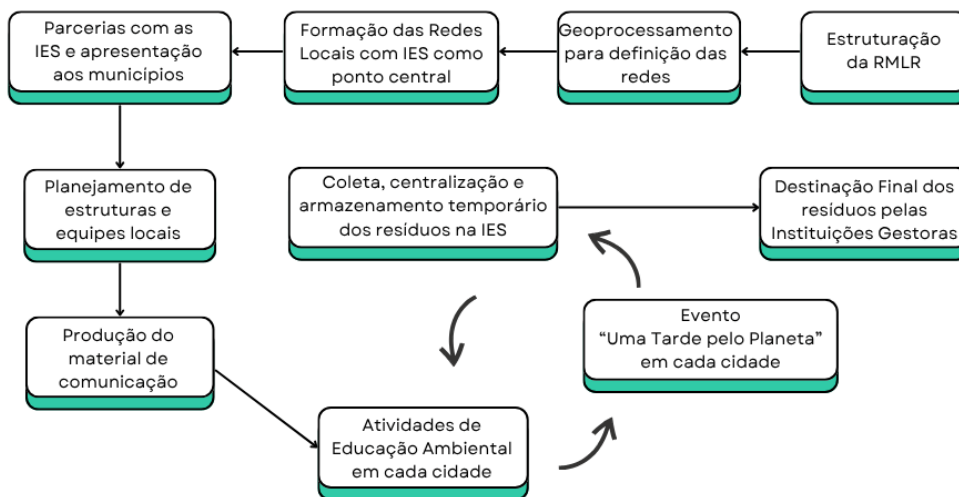 Parcerias com as
IES e apresentação
aos municípios
Formação das Redes
Locais com IES como
ponto central
Geoprocessamento
para definição das
redes
Estruturação
da RMLR
Planejamento de
estruturas e
equipes locais
Coleta, centralização e
armazenamento temporário
dos resíduos na IES
Destinação Final dos
resíduos pelas
Instituições Gestoras
Produção do
material de
comunicação
Evento
“Uma Tarde pelo Planeta”
em cada cidade
Atividades de
Educação Ambiental
em cada cidade